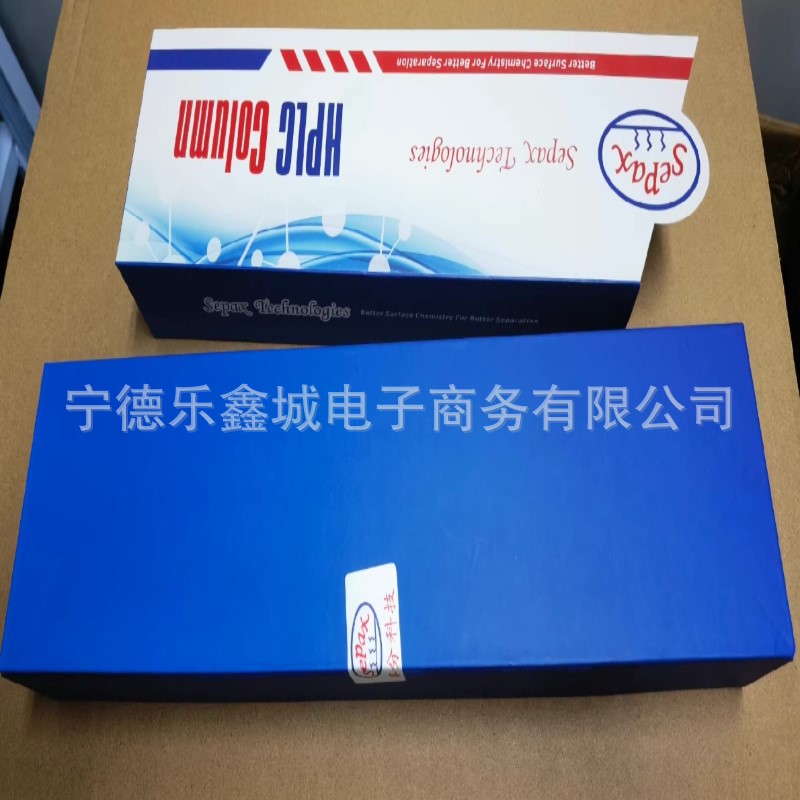 Better Surface Chemistry For Better Separation
HPLC Column
Sepax Technologies
Sepax
Sepax Technologies Better Surface Chemistry For Better Separation
宁德乐鑫城电子商务有限公司
Sepax
分科技